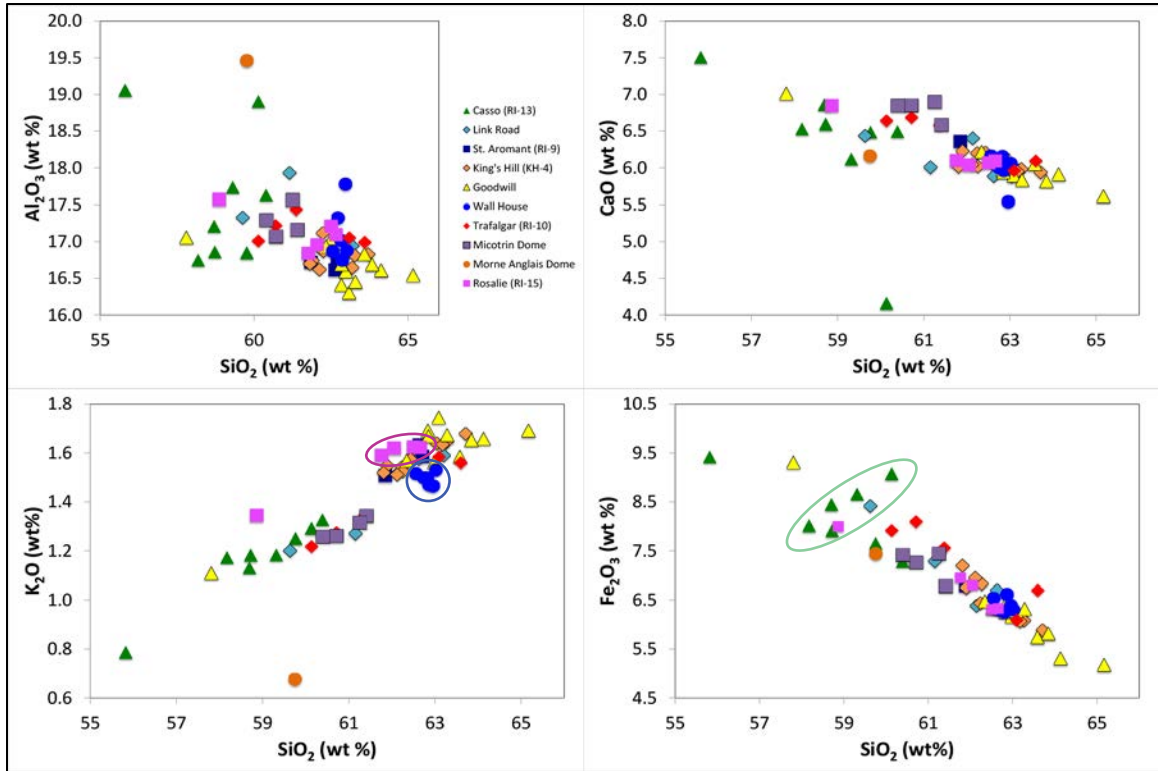 20.0
19.5
19.0
18.5
18.0
17.5
17.0
16.5
16.0
Al₂O₃ (wt %)
55 60 65
SiO₂ (wt %)
Casso (RI-13)
Link Road
St. Aromant (RI-9)
King's Hill (KH-4)
Goodwill
Wall House
Trafalgar (RI-10)
Micotrin Dome
Morne Anglais Dome
Rosalie (RI-15)
8.0
7.5
7.0
6.5
6.0
5.5
5.0
4.5
4.0
CaO (wt %)
55 57 59 61 63 65
SiO₂ (wt %)
1.8
1.6
1.4
1.2
1.0
0.8
0.6
K₂O (wt%)
55 57 59 61 63 65
SiO₂ (wt %)
10.5
9.5
8.5
7.5
6.5
5.5
4.5
Fe₂O₃ (wt %)
55 57 59 61 63 65
SiO₂ (wt%)